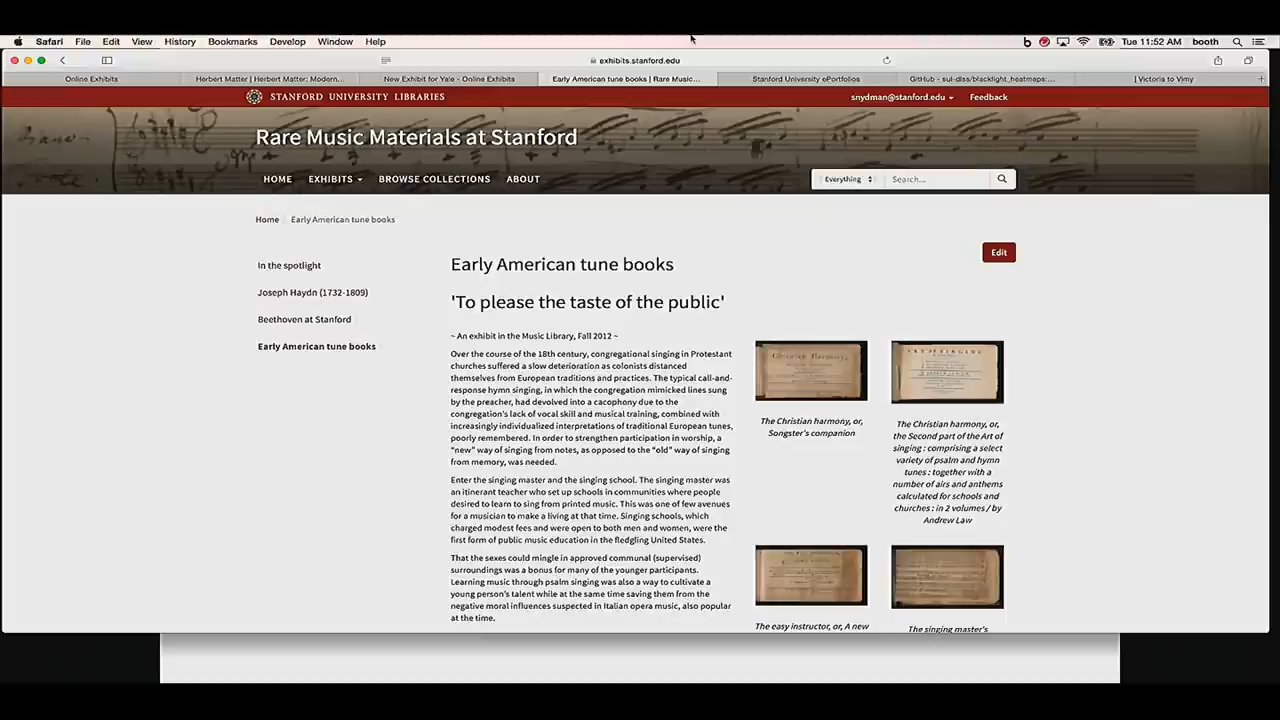 Safari File Edit View History Bookmarks Develop Window Help Tue 11:52 AM booth
exhibits.stanford.edu
Online Exhibits Herbert Matter | Herbert Matter: Modern... New Exhibit for Yale - Online Exhibits Early American tune books | Rare Music... Stanford University ePortfolios GitHub - sul-dlss/blacklight_heatmaps:... | Victoria to Vimy
STANFORD UNIVERSITY LIBRARIES snydman@stanford.edu Feedback
Rare Music Materials at Stanford
HOME EXHIBITS BROWSE COLLECTIONS ABOUT Everything Search...
Home Early American tune books
Edit
In the spotlight
Joseph Haydn (1732-1809)
Beethoven at Stanford
Early American tune books
Early American tune books
'To please the taste of the public'
~ An exhibit in the Music Library, Fall 2012 ~
Over the course of the 18th century, congregational singing in Protestant
churches suffered a slow deterioration as colonists distanced
themselves from European traditions and practices. The typical call-and-
response hymn singing, in which the congregation mimicked lines sung
by the preacher, had devolved into a cacophony due to the
congregation's lack of vocal skill and musical training, combined with
increasingly individualized interpretations of traditional European tunes,
poorly remembered. In order to strengthen participation in worship, a
"new" way of singing from notes, as opposed to the "old" way of singing
from memory, was needed.
Enter the singing master and the singing school. The singing master was
an itinerant teacher who set up schools in communities where people
desired to learn to sing from printed music. This was one of few avenues
for a musician to make a living at that time. Singing schools, which
charged modest fees and were open to both men and women, were the
first form of public music education in the fledgling United States.
That the sexes could mingle in approved communal (supervised)
surroundings was a bonus for many of the younger participants.
Learning music through psalm singing was also a way to cultivate a
young person's talent while at the same time saving them from the
negative moral influences suspected in Italian opera music, also popular
at the time.
Christian Harmony
The Christian harmony, or,
Songster's companion
The Christian harmony, or,
the Second part of the Art of
singing : comprising a select
variety of psalm and hymn
tunes : together with a
number of airs and anthems
calculated for schools and
churches : in 2 volumes / by
Andrew Law
The easy instructor, or, A new
The singing master's